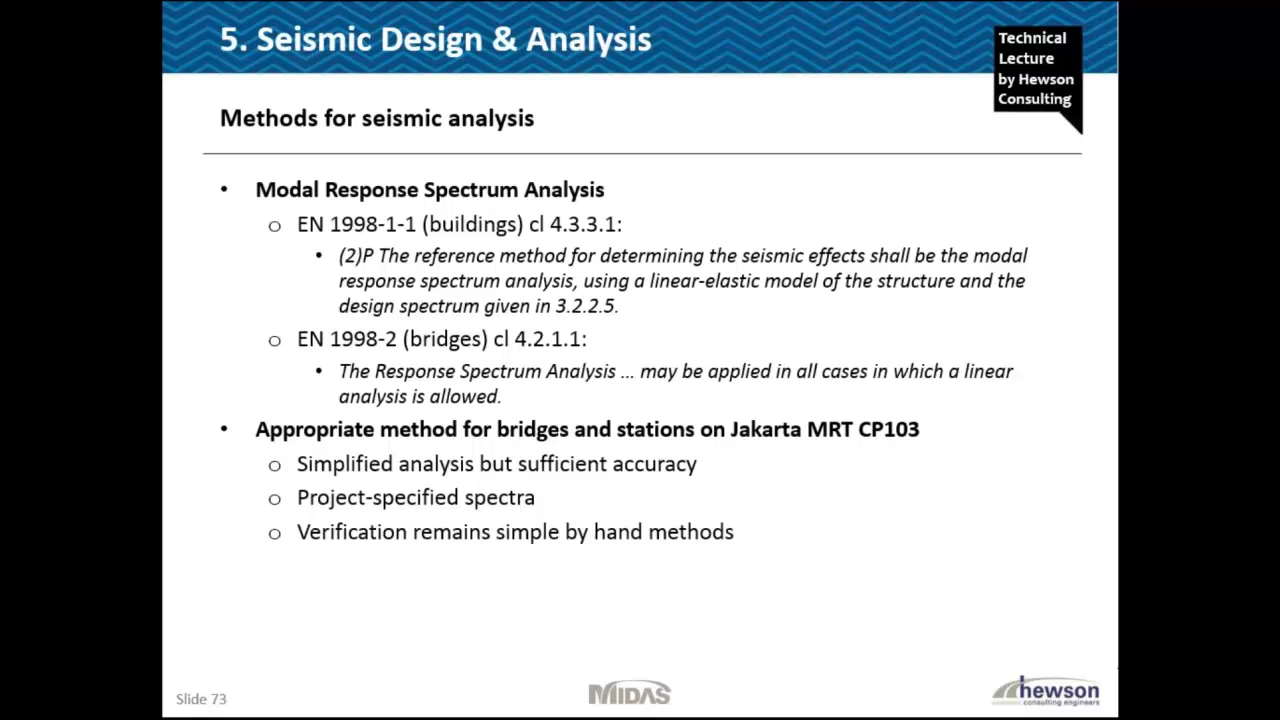 5. Seismic Design & Analysis
Technical
Lecture
by Hewson
Consulting
Methods for seismic analysis
• Modal Response Spectrum Analysis
o EN 1998-1-1 (buildings) cl 4.3.3.1:
• (2)P The reference method for determining the seismic effects shall be the modal
response spectrum analysis, using a linear-elastic model of the structure and the
design spectrum given in 3.2.2.5.
o EN 1998-2 (bridges) cl 4.2.1.1:
• The Response Spectrum Analysis ... may be applied in all cases in which a linear
analysis is allowed.
• Appropriate method for bridges and stations on Jakarta MRT CP103
o Simplified analysis but sufficient accuracy
o Project-specified spectra
o Verification remains simple by hand methods
Slide 73
MIDAS
hewson
consulting engineers